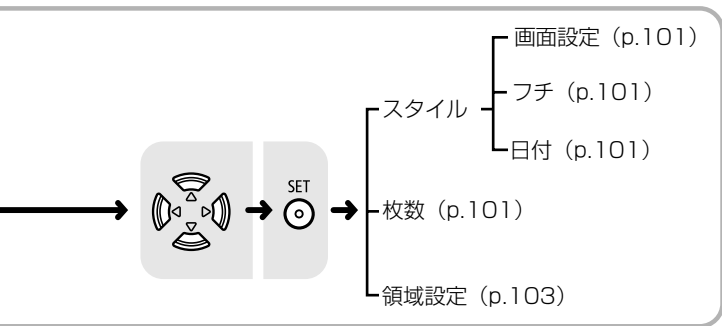 画面設定（p.101）
フチ（p.101）
スタイル
日付（p.101）
SET
枚数（p.101）
領域設定（p.103）